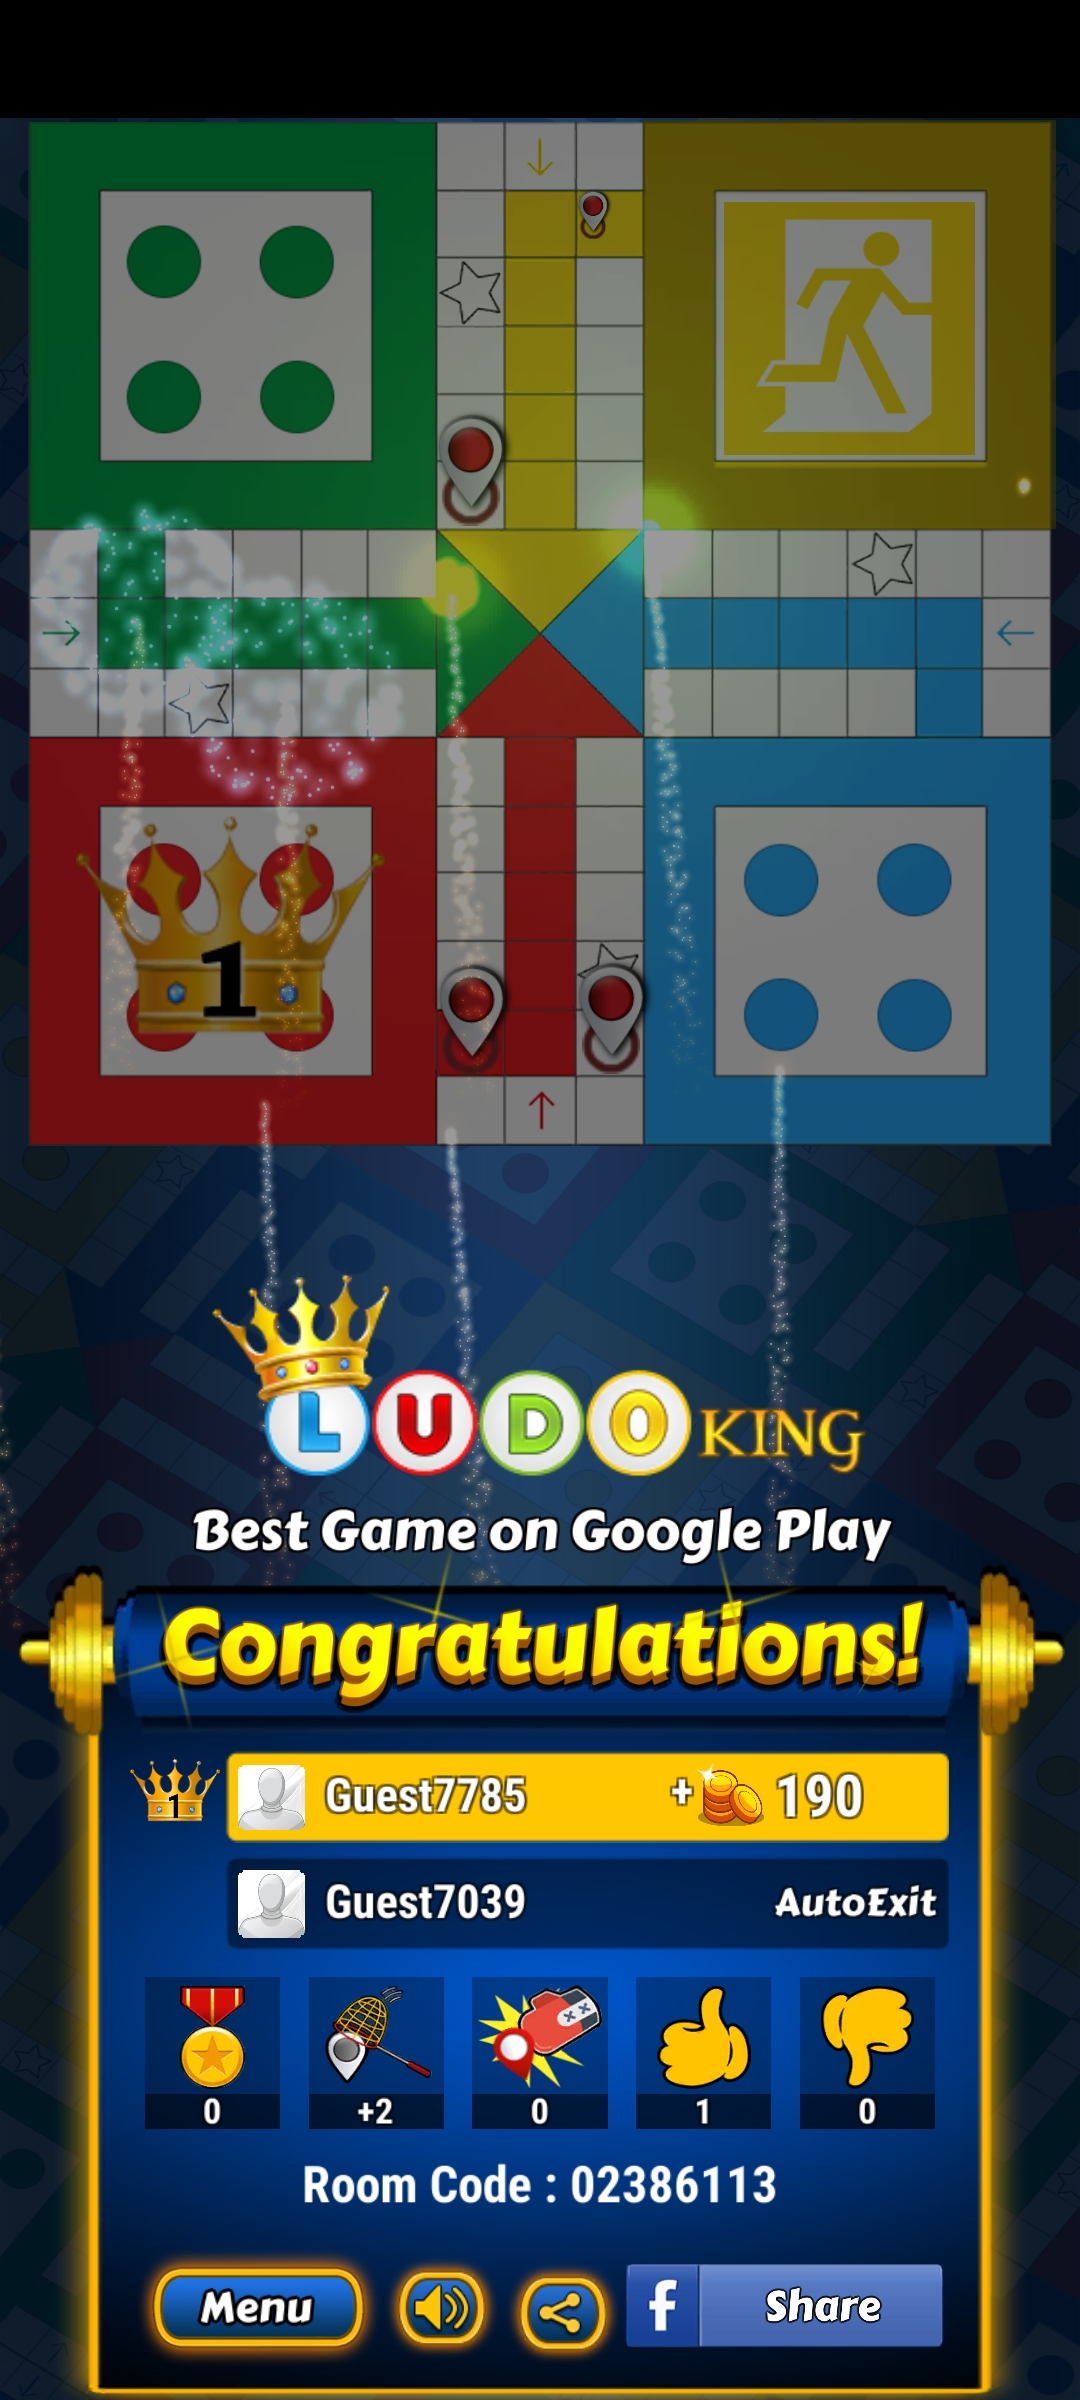 1
LUDO KING
Best Game on Google Play
Congratulations!
1 Guest7785 + 190
Guest7039 AutoExit
0 +2 0 1 0
Room Code : 02386113
Menu f Share